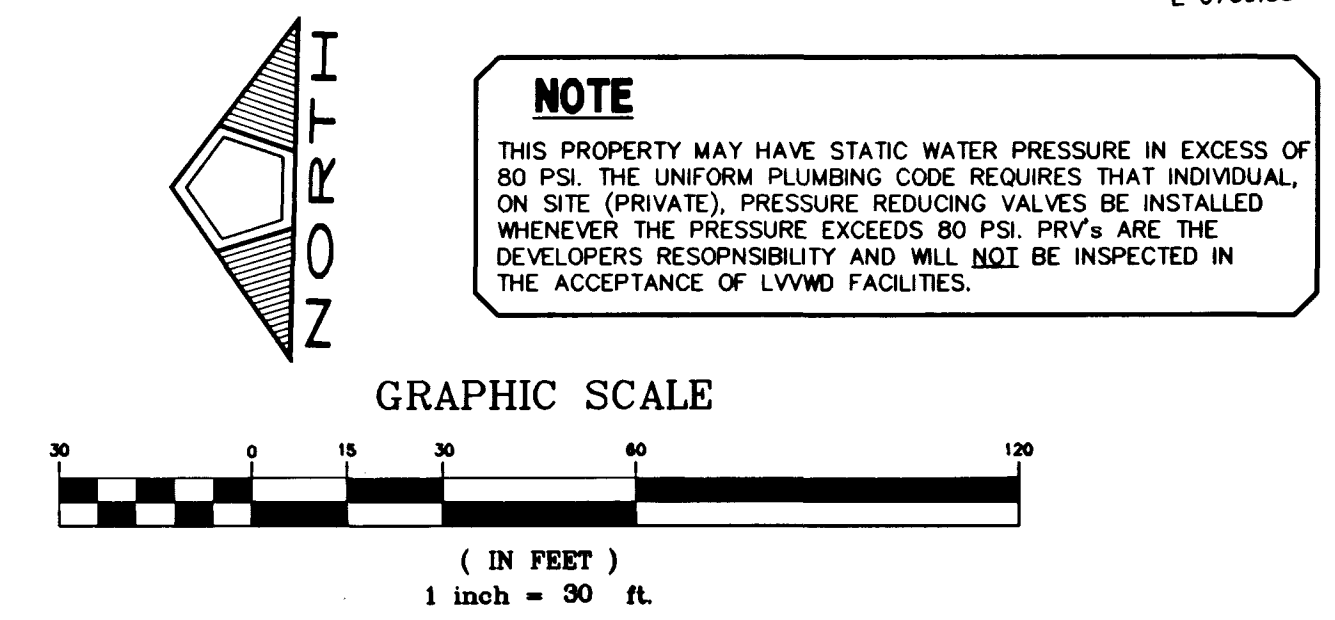 NORTH
NOTE
THIS PROPERTY MAY HAVE STATIC WATER PRESSURE IN EXCESS OF
80 PSI. THE UNIFORM PLUMBING CODE REQUIRES THAT INDIVIDUAL,
ON SITE (PRIVATE), PRESSURE REDUCING VALVES BE INSTALLED
WHENEVER THE PRESSURE EXCEEDS 80 PSI. PRV's ARE THE
DEVELOPERS RESOPNSIBILITY AND WILL NOT BE INSPECTED IN
THE ACCEPTANCE OF LVVWD FACILITIES.
GRAPHIC SCALE
30 0 15 30 60 120
( IN FEET )
1 inch = 30 ft.